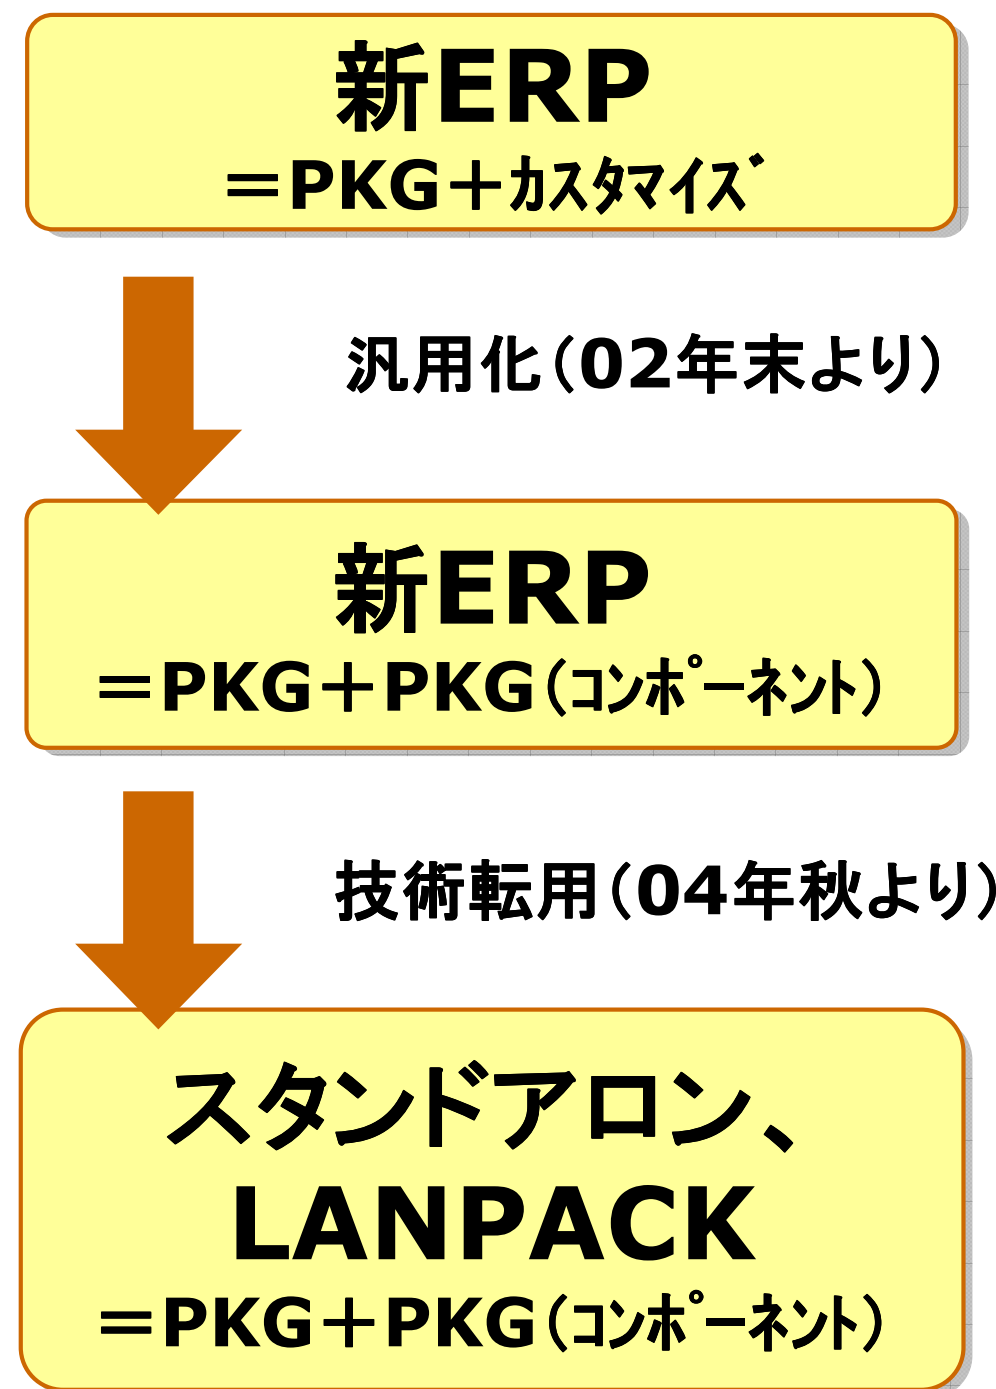 新ERP
＝PKG＋ｶｽﾀﾏｲｽﾞ
汎用化（02年末より）
新ERP
＝PKG＋PKG（ｺﾝﾎﾟｰﾈﾝﾄ）
技術転用（04年秋より）
スタンドアロン、
LANPACK
＝PKG＋PKG（ｺﾝﾎﾟｰﾈﾝﾄ）